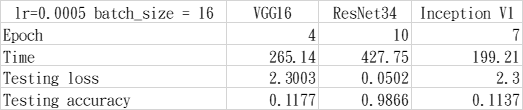 lr=0.0005 batch_size = 16 VGG16 ResNet34 Inception V1
Epoch 4 10 7
Time 265.14 427.75 199.21
Testing loss 2.3003 0.0502 2.3
Testing accuracy 0.1177 0.9866 0.1137